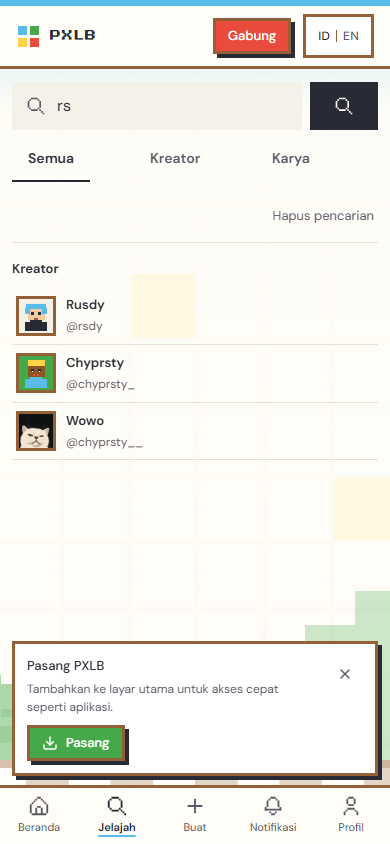 PXLB
Gabung
ID | EN
rs
Semua
Kreator
Karya
Hapus pencarian
Kreator
Rusdy
@rsdy
Chyprsty
@chyprsty_
Wowo
@chyprsty__
Pasang PXLB
Tambahkan ke layar utama untuk akses cepat
seperti aplikasi.
Pasang
Beranda
Jelajah
Buat
Notifikasi
Profil